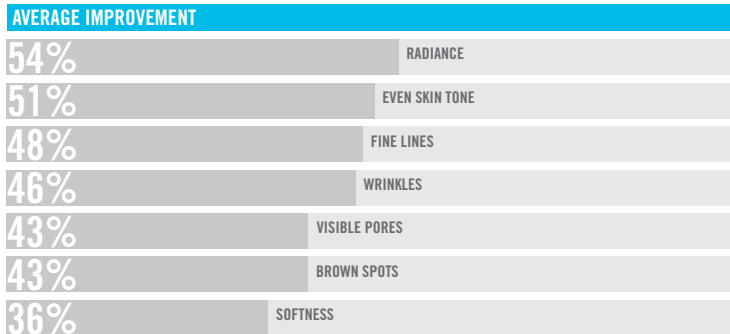 AVERAGE IMPROVEMENT
54% RADIANCE
51% EVEN SKIN TONE
48% FINE LINES
46% WRINKLES
43% VISIBLE PORES
43% BROWN SPOTS
36% SOFTNESS